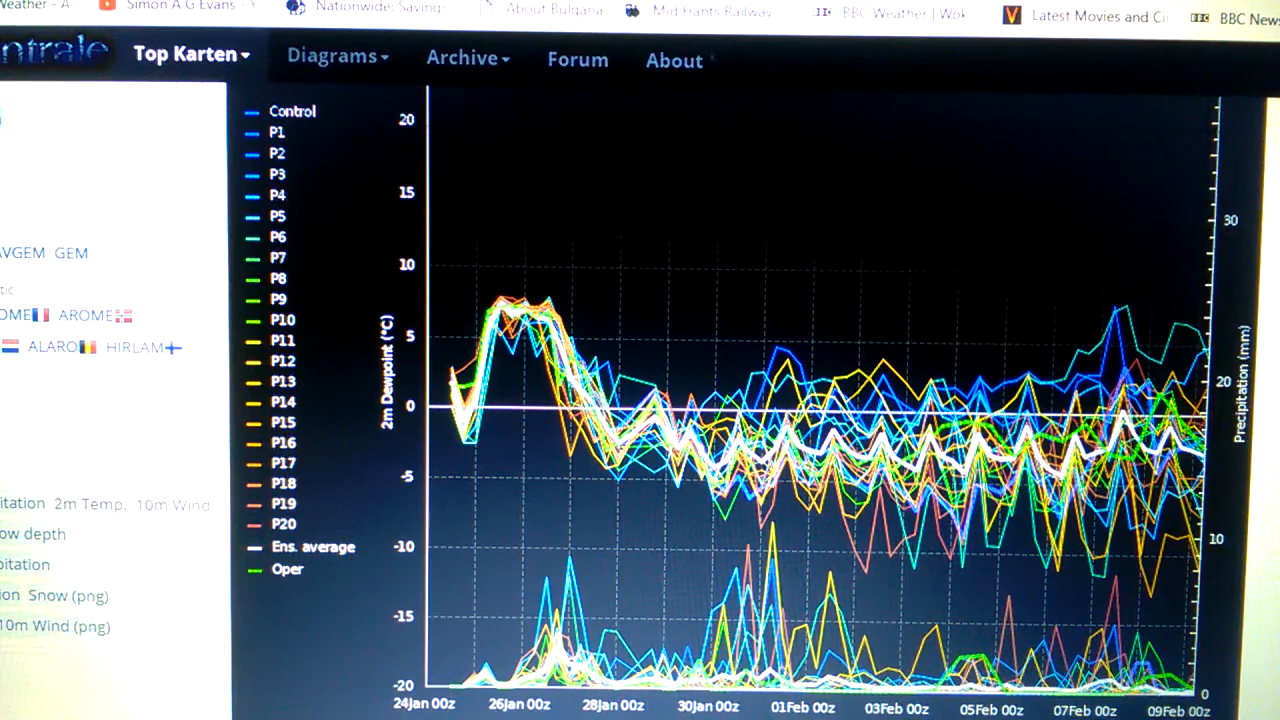 Weather - A Simon A G Evans - Y Nationwide: Saving: About Bulgaria Mid Hants Railway BBC Weather | Wok Latest Movies and Ci BBC News
ntrale Top Karten Diagrams Archive Forum About
AVGEM GEM
tic
OME AROME
ALARO HIRLAM
itation 2m Temp. 10m Wind
ow depth
pitation
ion Snow (png)
10m Wind (png)
Control
P1
P2
P3
P4
P5
P6
P7
P8
P9
P10
P11
P12
P13
P14
P15
P16
P17
P18
P19
P20
Ens. average
Oper
2m Dewpoint (°C)
20
15
10
5
0
-5
-10
-15
-20
24Jan 00z 26Jan 00z 28Jan 00z 30Jan 00z 01Feb 00z 03Feb 00z 05Feb 00z 07Feb 00z 09Feb 00z
30
20
10
0
Precipitation (mm)